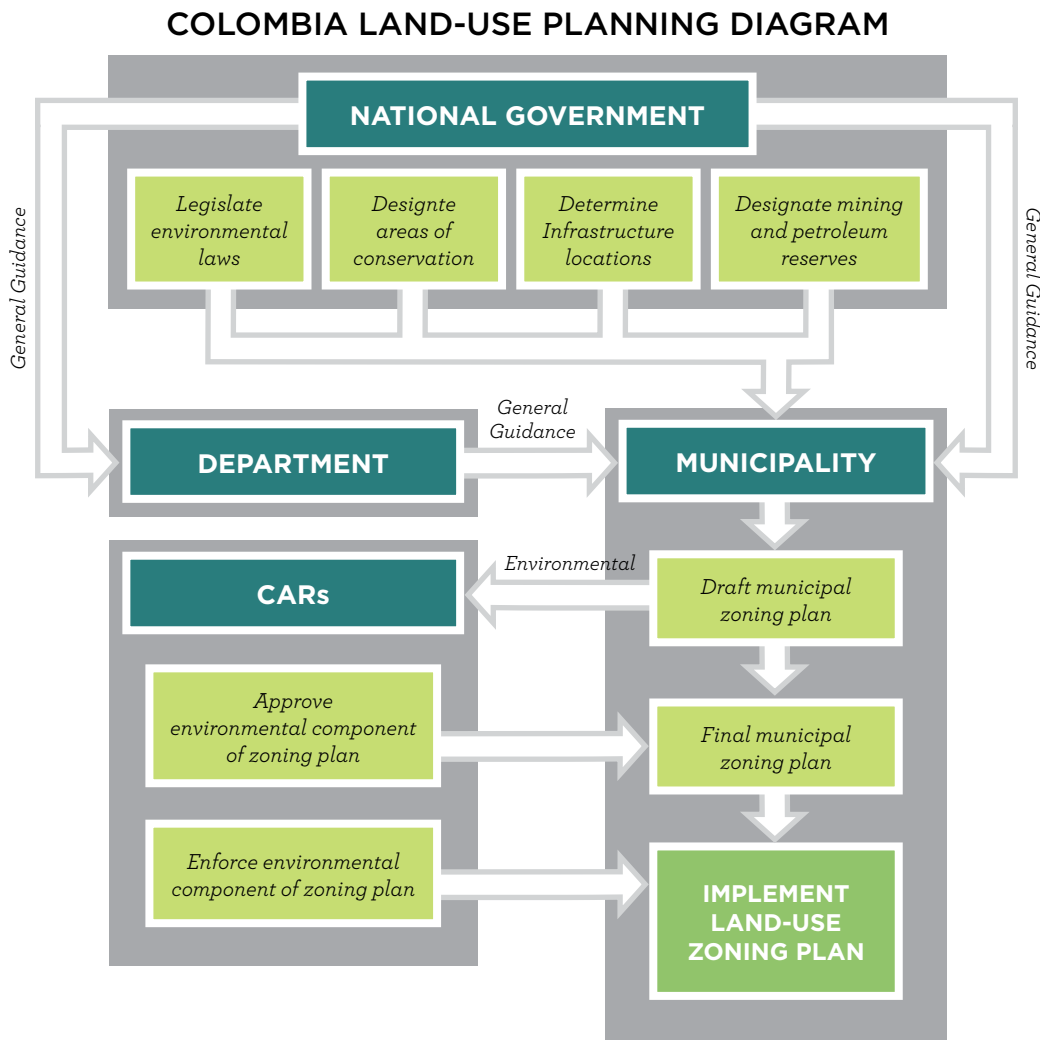 COLOMBIA LAND-USE PLANNING DIAGRAM
NATIONAL GOVERNMENT
Legislate
environmental
laws
Designte
areas of
conservation
Determine
Infrastructure
locations
Designate mining
and petroleum
reserves
General Guidance
General Guidance
DEPARTMENT
General
Guidance
MUNICIPALITY
CARs
Environmental
Draft municipal
zoning plan
Approve
environmental component
of zoning plan
Final municipal
zoning plan
Enforce environmental
component of zoning plan
IMPLEMENT
LAND-USE
ZONING PLAN